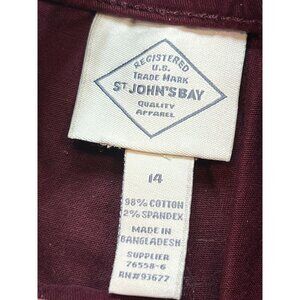 REGISTERED
U.S.
TRADE MARK
ST JOHN'S BAY
QUALITY
APPAREL
14
98% COTTON
2% SPANDEX
MADE IN
BANGLADESH
SUPPLIER
76558-6
RN#93677